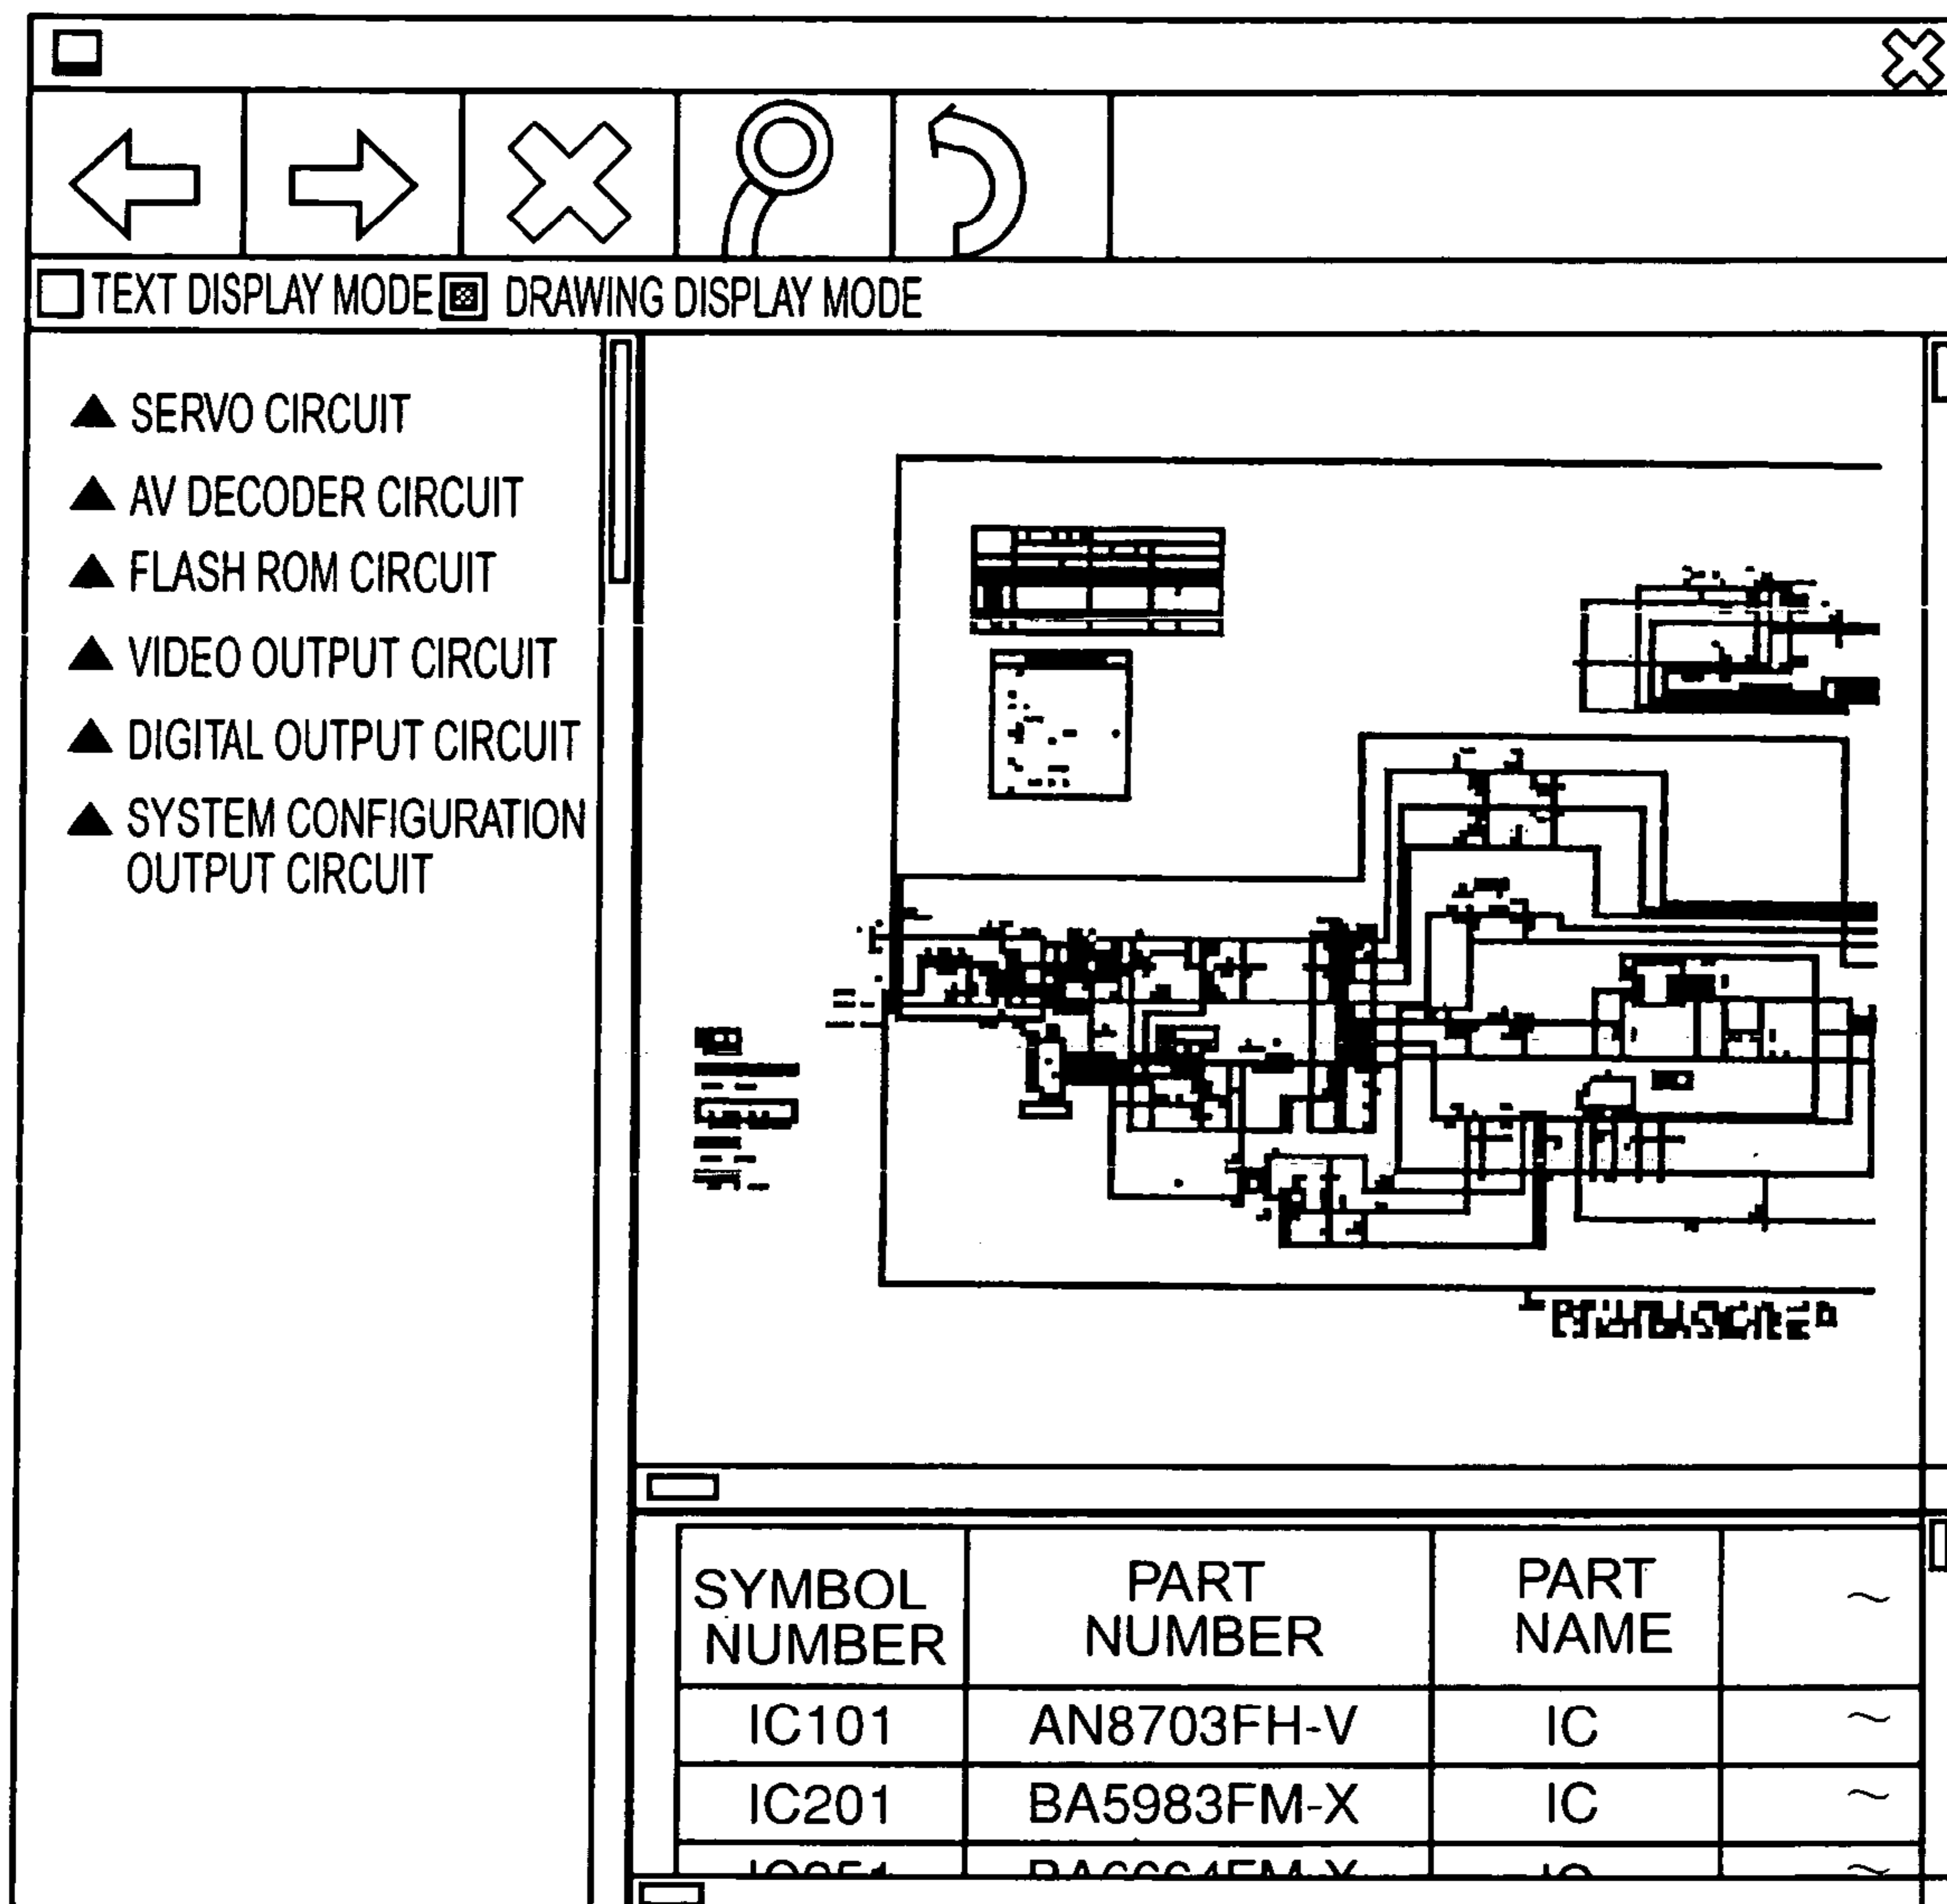 TEXT DISPLAY MODE DRAWING DISPLAY MODE
SERVO CIRCUIT
AV DECODER CIRCUIT
FLASH ROM CIRCUIT
VIDEO OUTPUT CIRCUIT
DIGITAL OUTPUT CIRCUIT
SYSTEM CONFIGURATION
OUTPUT CIRCUIT
SYMBOL NUMBER PART NUMBER PART NAME ~
IC101 AN8703FH-V IC ~
IC201 BA5983FM-X IC ~